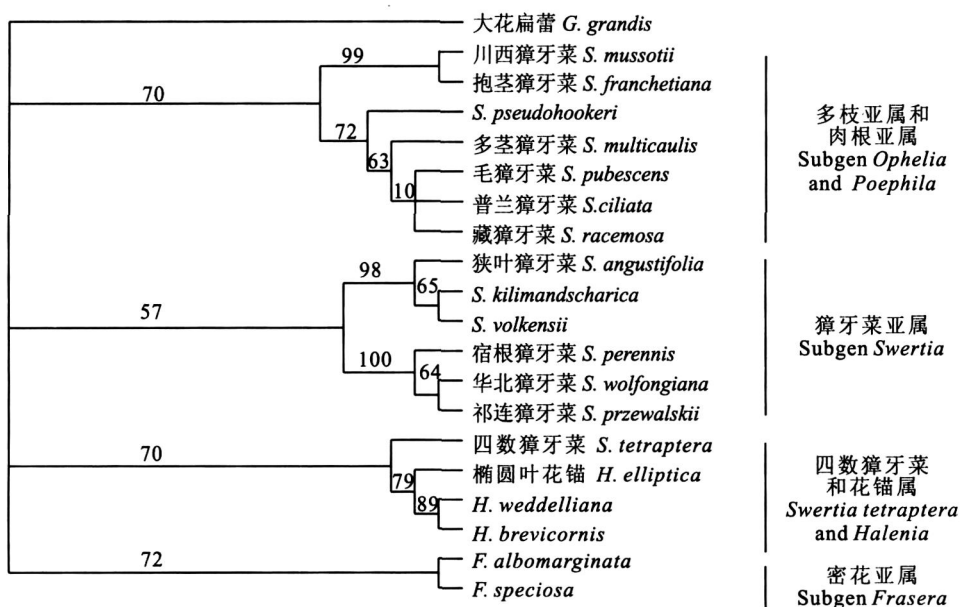 大花扁蕾 G. grandis
99
川西獐牙菜 S. mussotii
抱茎獐牙菜 S. franchetiana
70
S. pseudohookeri
72
多茎獐牙菜 S. multicaulis
63
毛獐牙菜 S. pubescens
10
普兰獐牙菜 S.ciliata
藏獐牙菜 S. racemosa
多枝亚属和
肉根亚属
Subgen Ophelia
and Poephila
狭叶獐牙菜 S. angustifolia
98
65
S. kilimandscharica
57
S. volkensii
宿根獐牙菜 S. perennis
100
64
华北獐牙菜 S. wolfongiana
祁连獐牙菜 S. przewalskii
獐牙菜亚属
Subgen Swertia
四数獐牙菜 S. tetraptera
70
椭圆叶花锚 H. elliptica
79
H. weddelliana
89
H. brevicornis
四数獐牙菜
和花锚属
Swertia tetraptera
and Halenia
F. albomarginata
72
F. speciosa
密花亚属
Subgen Frasera